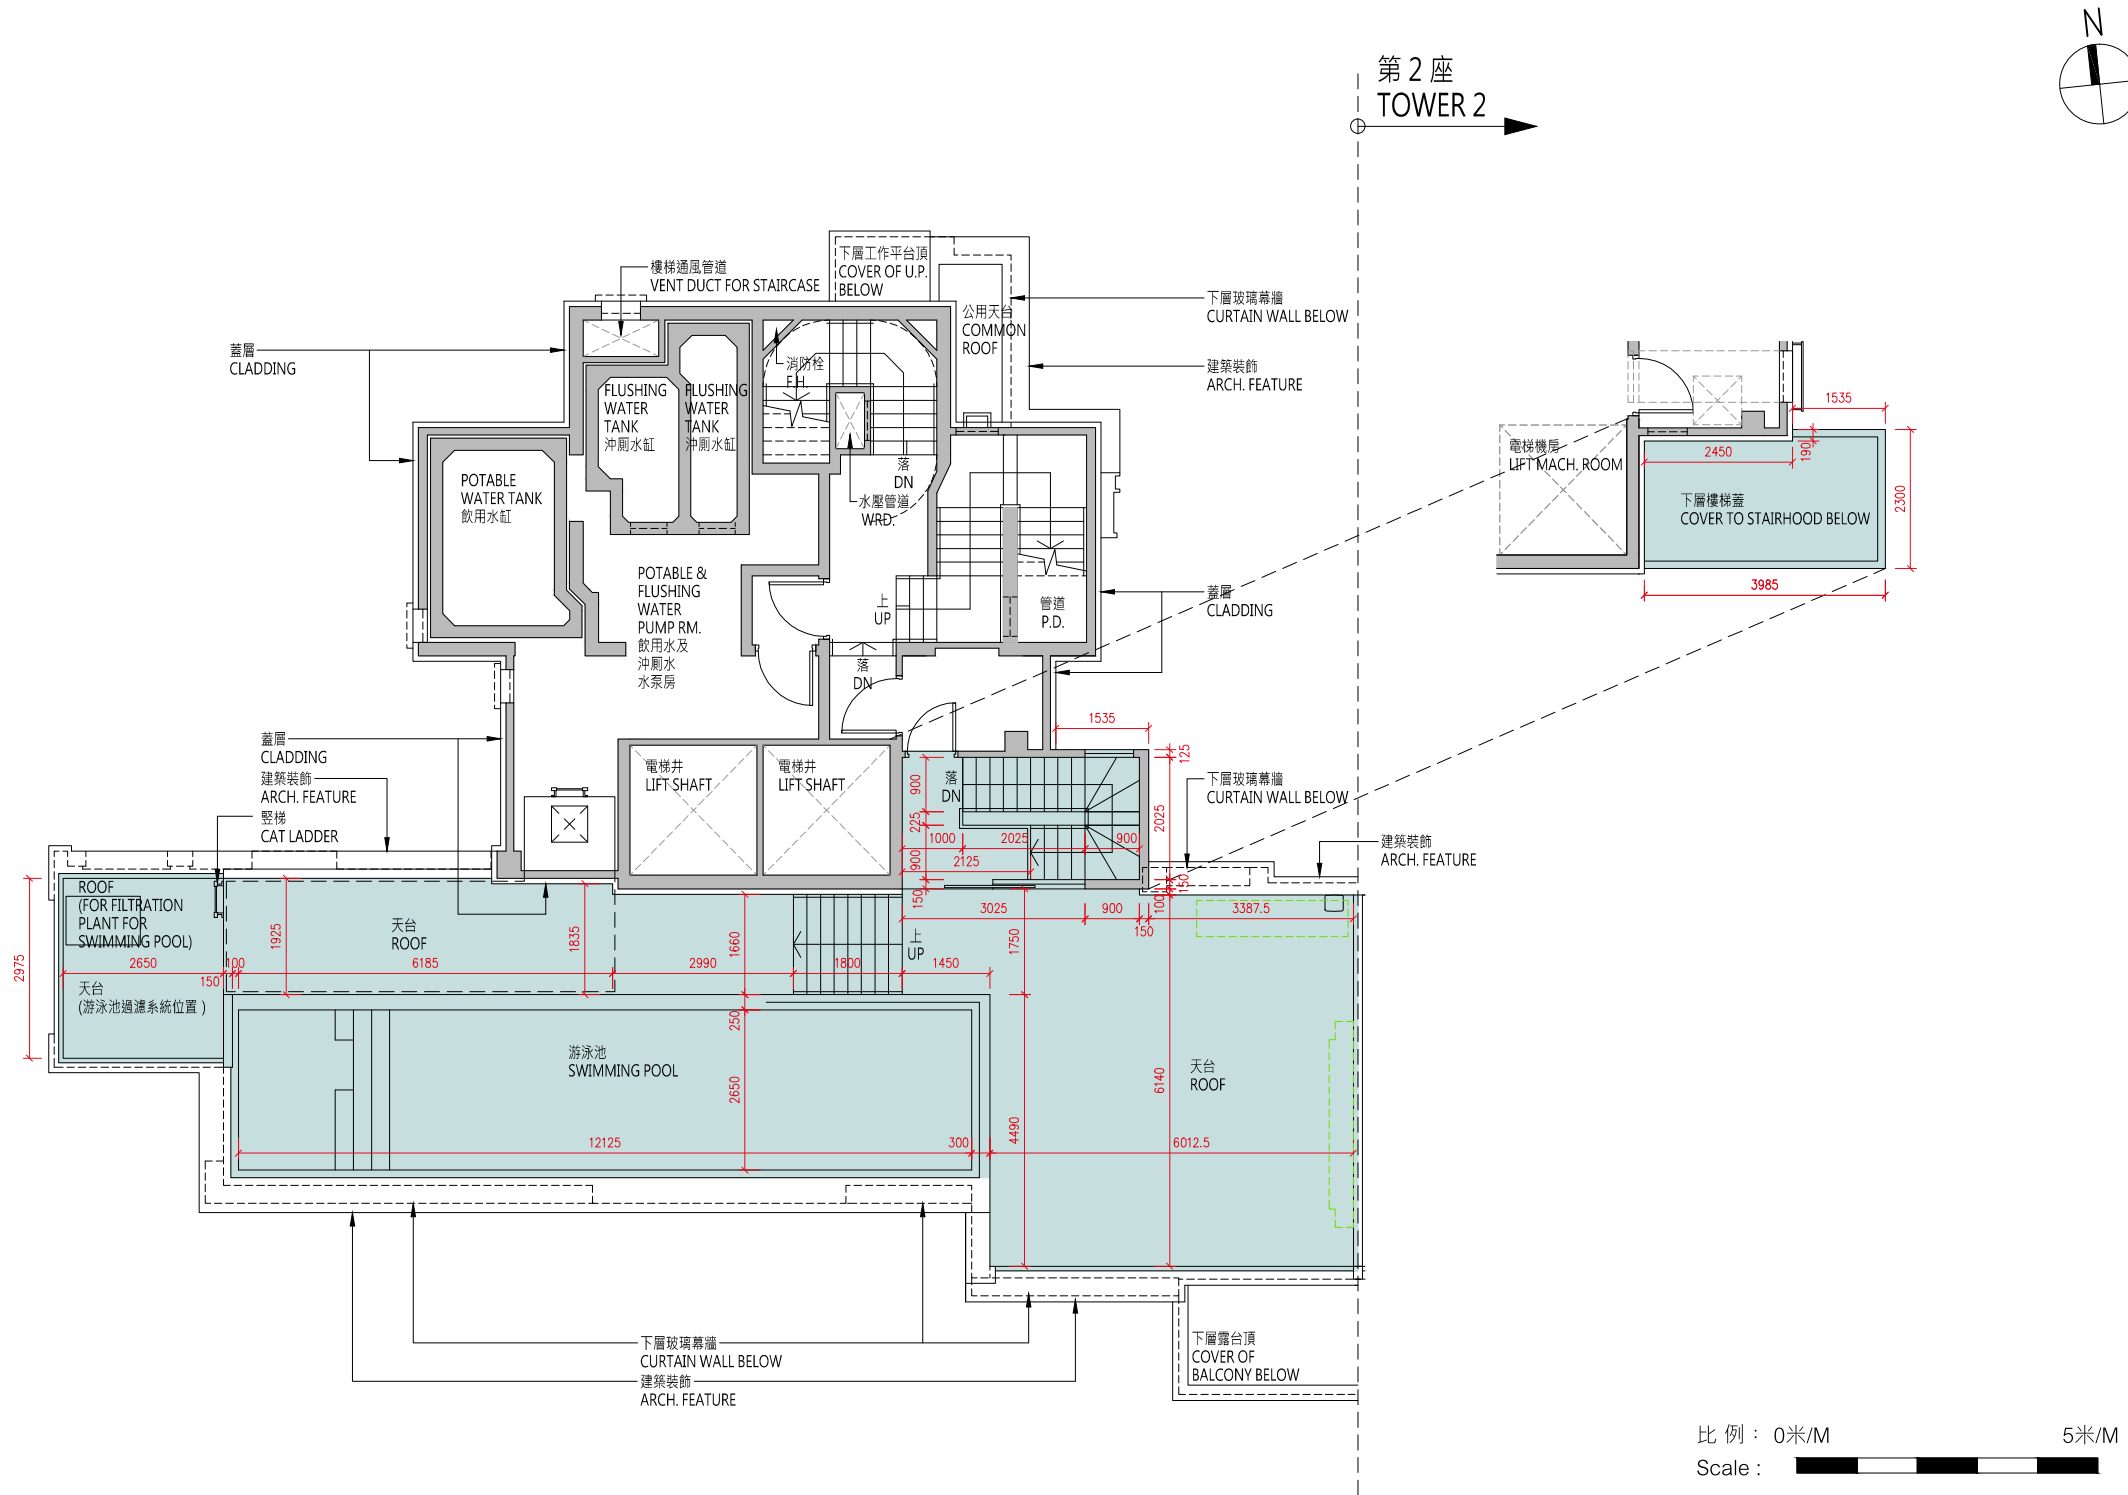 N
第 2 座
TOWER 2
下層工作平台頂
COVER OF U.P.
BELOW
樓梯通風管道
VENT DUCT FOR STAIRCASE
公用天台
COMMON
ROOF
下層玻璃幕牆
CURTAIN WALL BELOW
蓋層
CLADDING
消防栓
F.H.
建築裝飾
ARCH. FEATURE
FLUSHING
WATER
TANK
沖厠水缸
FLUSHING
WATER
TANK
沖厠水缸
POTABLE
WATER TANK
飲用水缸
落
DN
水壓管道
WRD.
電梯機房
LIFT MACH. ROOM
1535
190
2450
2300
下層樓梯蓋
COVER TO STAIRHOOD BELOW
3985
POTABLE &
FLUSHING
WATER
PUMP RM.
飲用水及
沖厠水
水泵房
上
UP
管道
P.D.
蓋層
CLADDING
落
DN
1535
125
蓋層
CLADDING
建築裝飾
ARCH. FEATURE
豎梯
CAT LADDER
電梯井
LIFT SHAFT
電梯井
LIFT SHAFT
落
DN
900
225
900
150
1000
2025
900
2125
2025
150
100
下層玻璃幕牆
CURTAIN WALL BELOW
建築裝飾
ARCH. FEATURE
ROOF
(FOR FILTRATION
PLANT FOR
SWIMMING POOL)
2975
2650
150
100
天台
(游泳池過濾系統位置 )
1925
天台
ROOF
6185
1835
2990
1660
1800
上
UP
1450
3025
900
150
3387.5
1750
250
游泳池
SWIMMING POOL
2650
12125
300
4490
天台
ROOF
6140
6012.5
下層玻璃幕牆
CURTAIN WALL BELOW
建築裝飾
ARCH. FEATURE
下層露台頂
COVER OF
BALCONY BELOW
比 例 : 0米/M 5米/M
Scale :